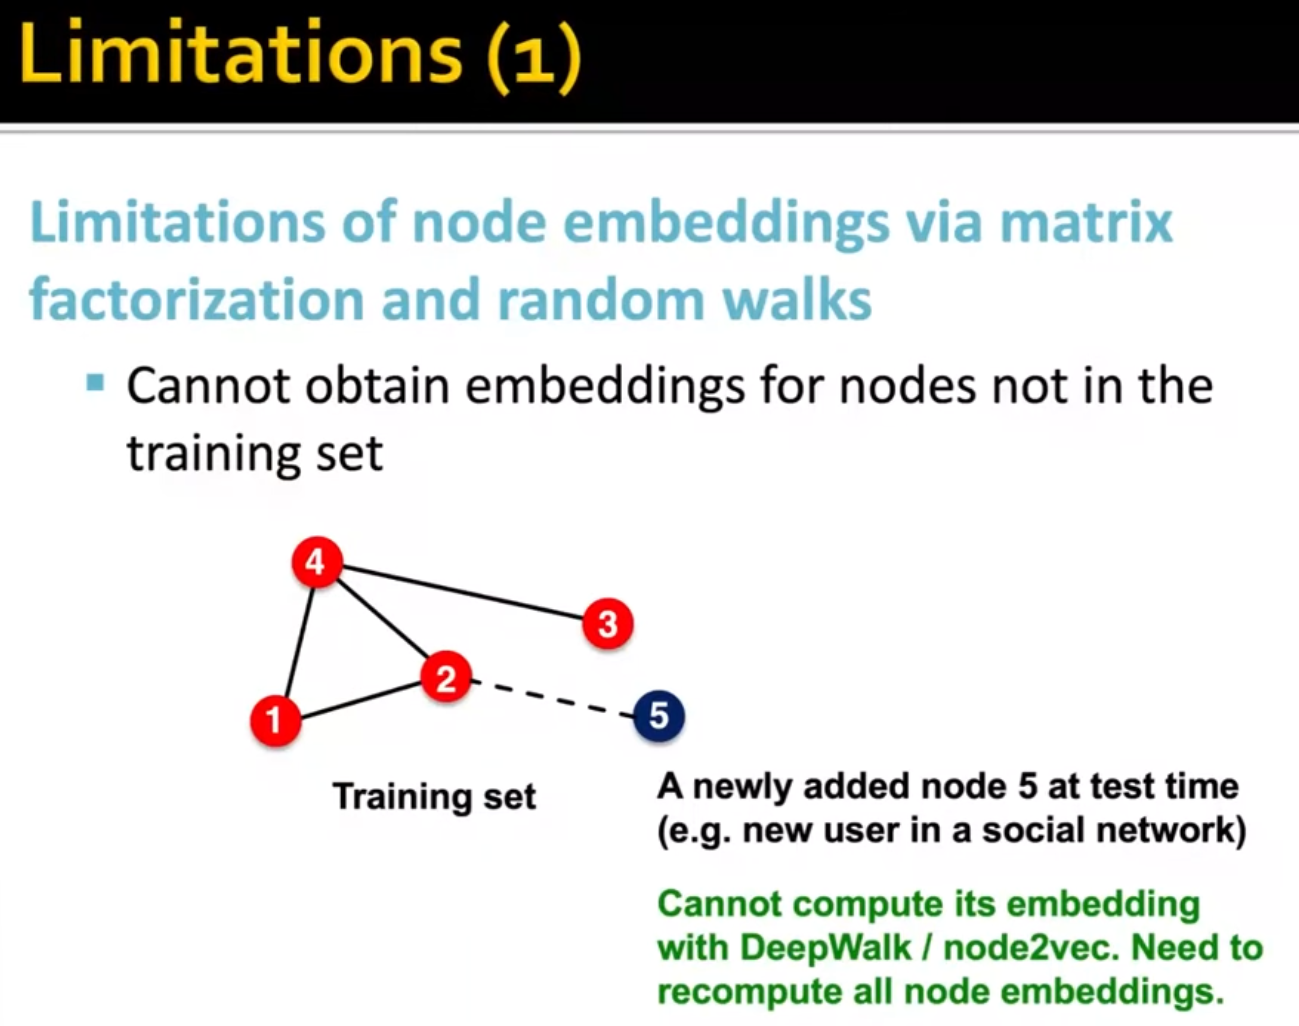 Limitations (1)
Limitations of node embeddings via matrix
factorization and random walks
Cannot obtain embeddings for nodes not in the
training set
4
3
2
5
1
Training set
A newly added node 5 at test time
(e.g. new user in a social network)
Cannot compute its embedding
with DeepWalk / node2vec. Need to
recompute all node embeddings.